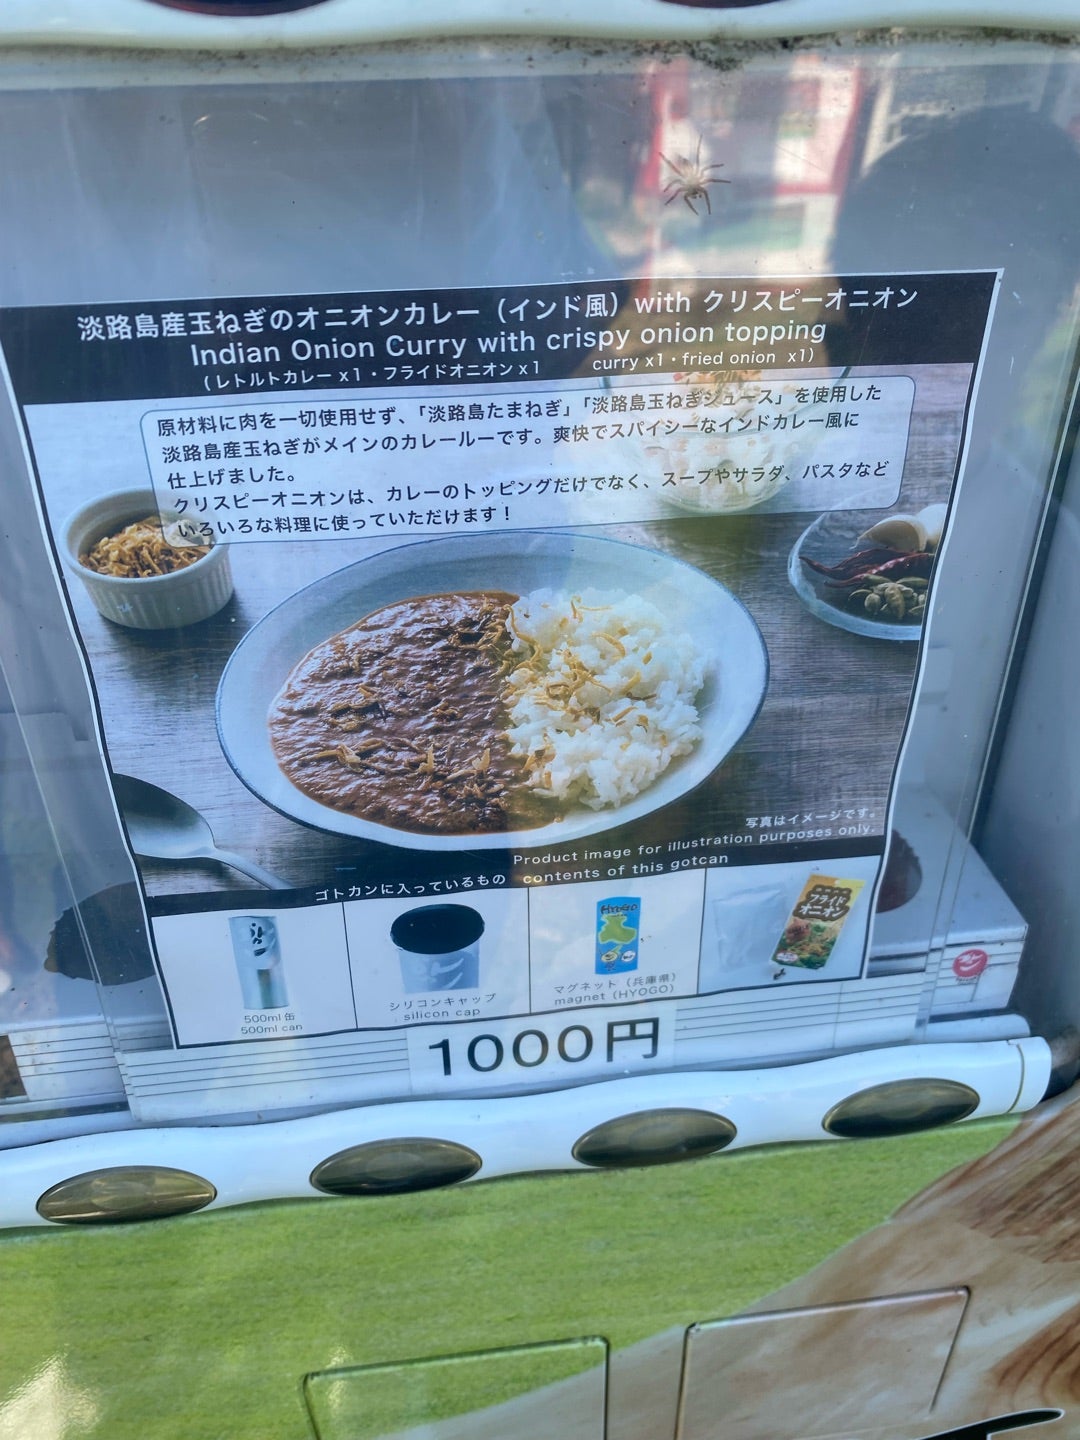 淡路島産玉ねぎのオニオンカレー（インド風）with クリスピーオニオン
Indian Onion Curry with crispy onion topping
（レトルトカレー x1・フライドオニオン x1 curry x1・fried onion x1）
原材料に肉を一切使用せず、「淡路島たまねぎ」「淡路島玉ねぎジュース」を使用した
淡路島産玉ねぎがメインのカレールーです。爽快でスパイシーなインドカレー風に
仕上げました。
クリスピーオニオンは、カレーのトッピングだけでなく、スープやサラダ、パスタなど
いろいろな料理に使っていただけます！
写真はイメージです。
Product image for illustration purposes only.
ゴトカンに入っているもの contents of this gotcan
500ml缶
500ml can
シリコンキャップ
silicon cap
HYOGO
マグネット（兵庫県）
magnet（HYOGO）
フライド
オニオン
1000円